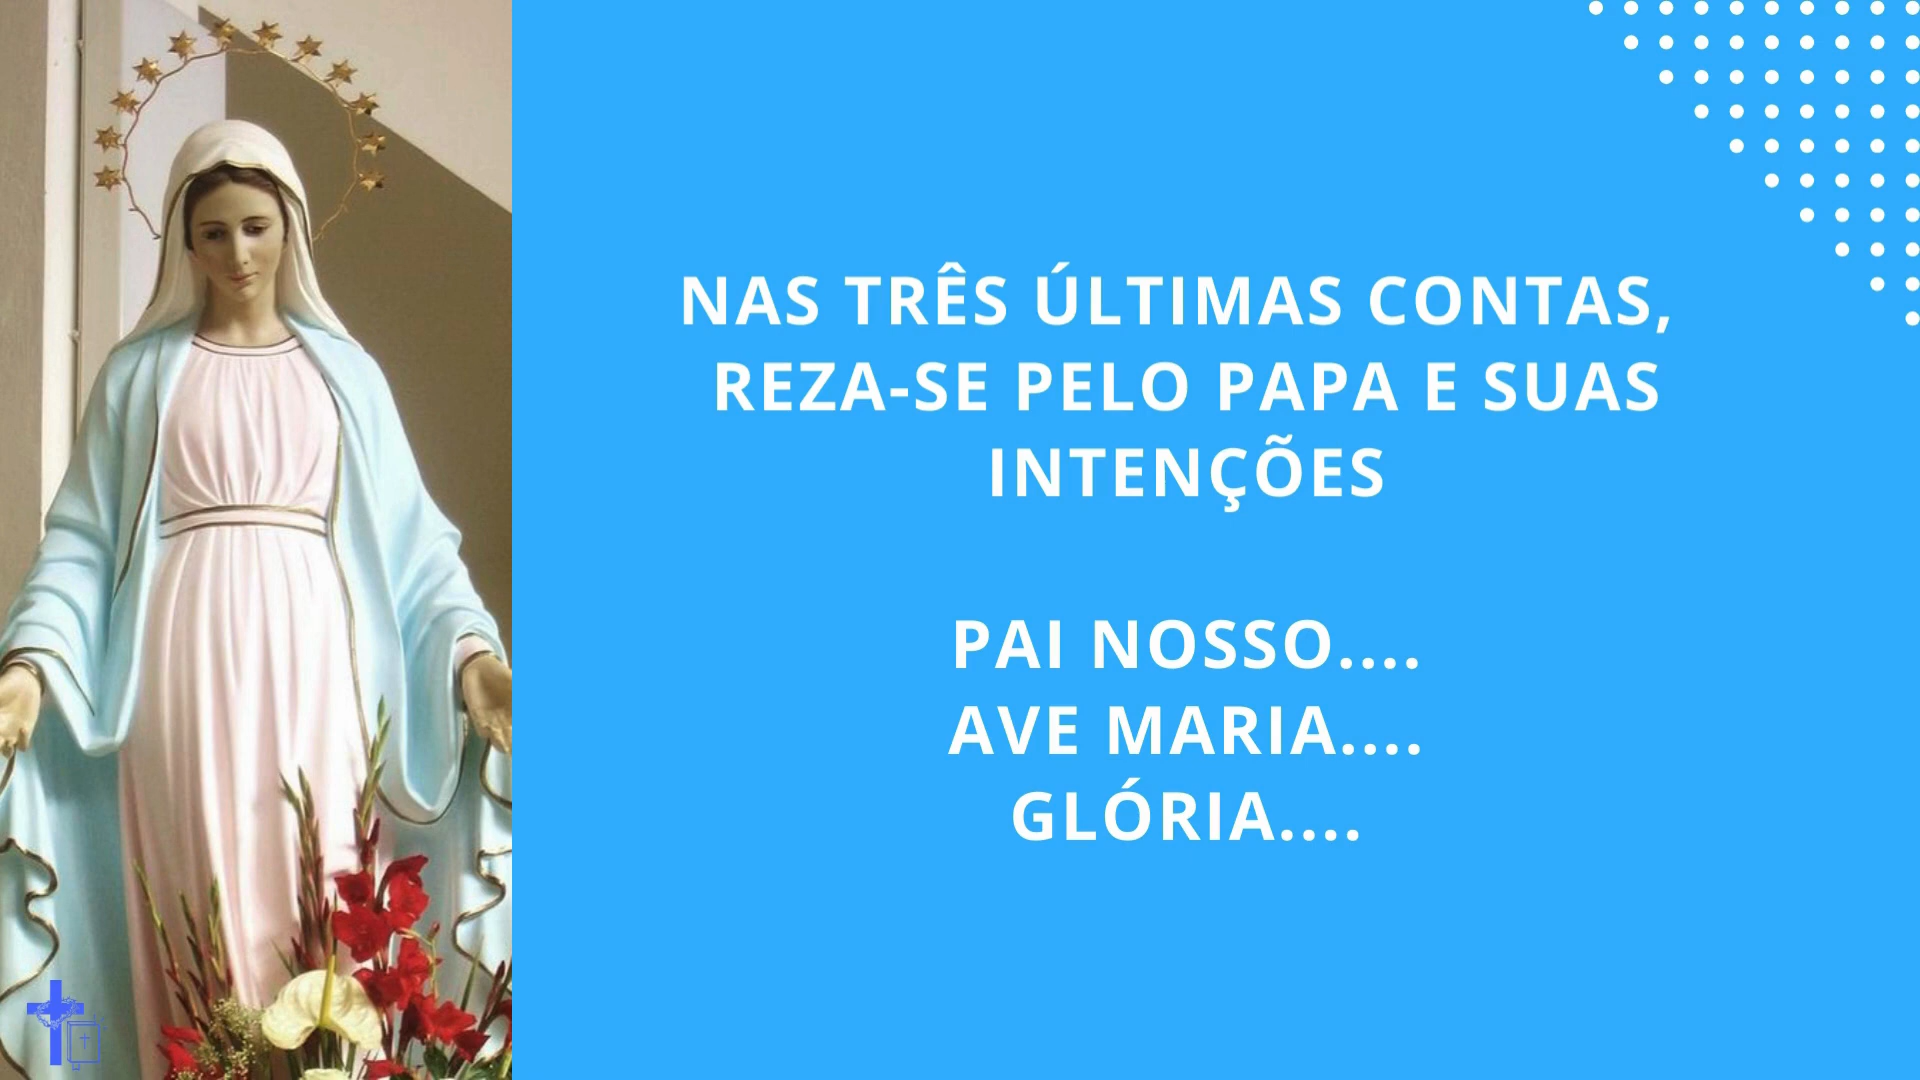 NAS TRÊS ÚLTIMAS CONTAS,
REZA-SE PELO PAPA E SUAS
INTENÇÕES
PAI NOSSO....
AVE MARIA....
GLÓRIA....